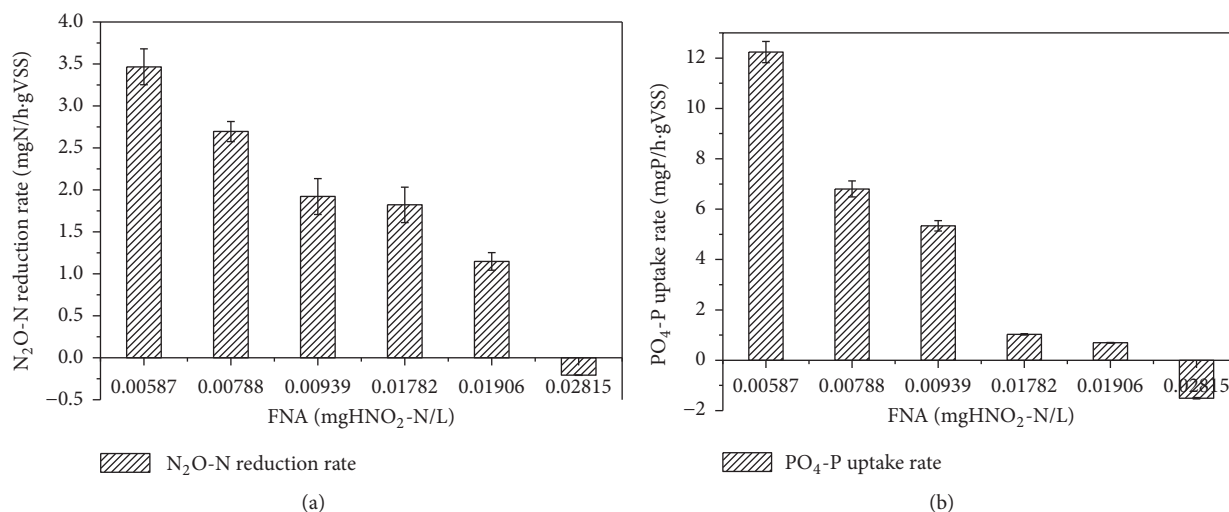 4.0
3.5
3.0
2.5
2.0
1.5
1.0
0.5
0.0
−0.5
N₂O-N reduction rate (mgN/h·gVSS)
0.00587 0.00788 0.00939 0.01782 0.01906 0.02815
FNA (mgHNO₂-N/L)
N₂O-N reduction rate
(a)
12
10
8
6
4
2
0
−2
PO₄-P uptake rate (mgP/h·gVSS)
0.00587 0.00788 0.00939 0.01782 0.01906 0.02815
FNA (mgHNO₂-N/L)
PO₄-P uptake rate
(b)